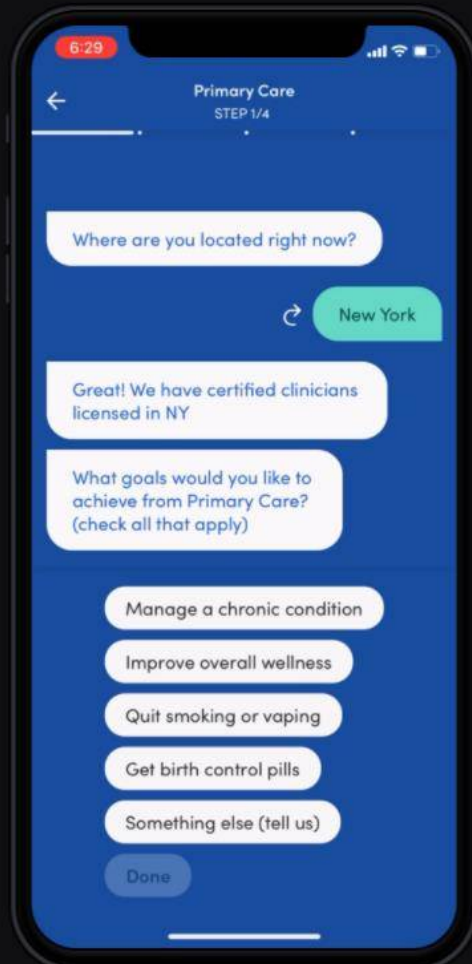 6:29
Primary Care
STEP 1/4
Where are you located right now?
New York
Great! We have certified clinicians
licensed in NY
What goals would you like to
achieve from Primary Care?
(check all that apply)
Manage a chronic condition
Improve overall wellness
Quit smoking or vaping
Get birth control pills
Something else (tell us)
Done